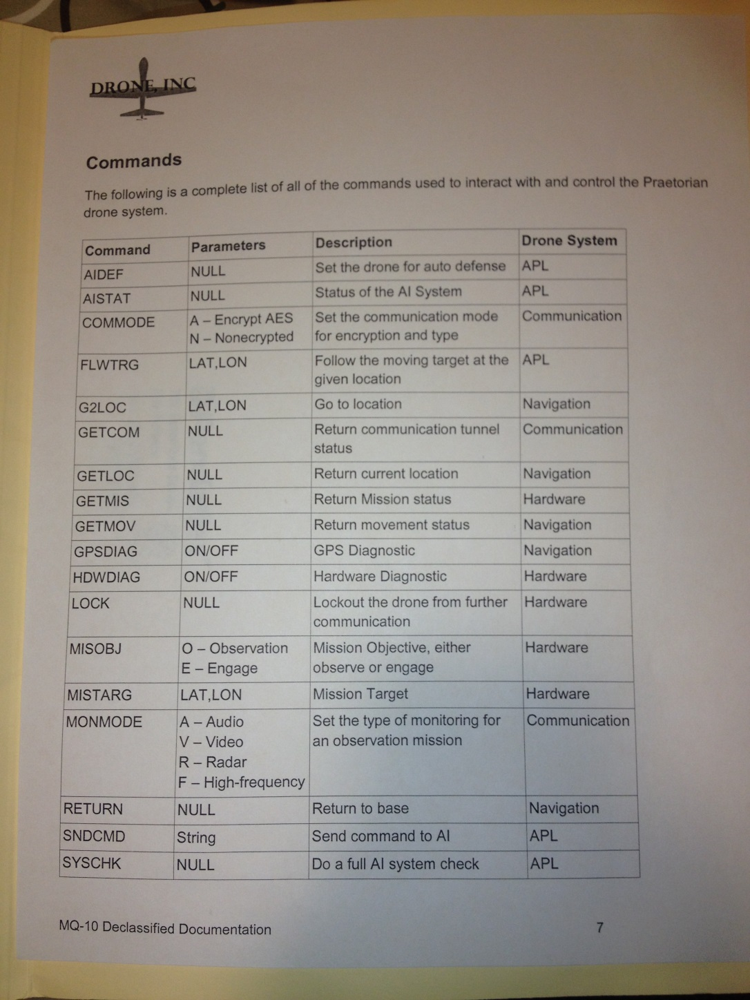 DRONE, INC
Commands
The following is a complete list of all of the commands used to interact with and control the Praetorian
drone system.
Command Parameters Description Drone System
AIDEF NULL Set the drone for auto defense APL
AISTAT NULL Status of the AI System APL
COMMODE A – Encrypt AES Set the communication mode Communication
N – Nonecrypted for encryption and type
FLWTRG LAT,LON Follow the moving target at the APL
given location
G2LOC LAT,LON Go to location Navigation
GETCOM NULL Return communication tunnel Communication
status
GETLOC NULL Return current location Navigation
GETMIS NULL Return Mission status Hardware
GETMOV NULL Return movement status Navigation
GPSDIAG ON/OFF GPS Diagnostic Navigation
HDWDIAG ON/OFF Hardware Diagnostic Hardware
LOCK NULL Lockout the drone from further Hardware
communication
MISOBJ O – Observation Mission Objective, either Hardware
E – Engage observe or engage
MISTARG LAT,LON Mission Target Hardware
MONMODE A – Audio Set the type of monitoring for Communication
V – Video an observation mission
R – Radar
F – High-frequency
RETURN NULL Return to base Navigation
SNDCMD String Send command to AI APL
SYSCHK NULL Do a full AI system check APL
MQ-10 Declassified Documentation 7